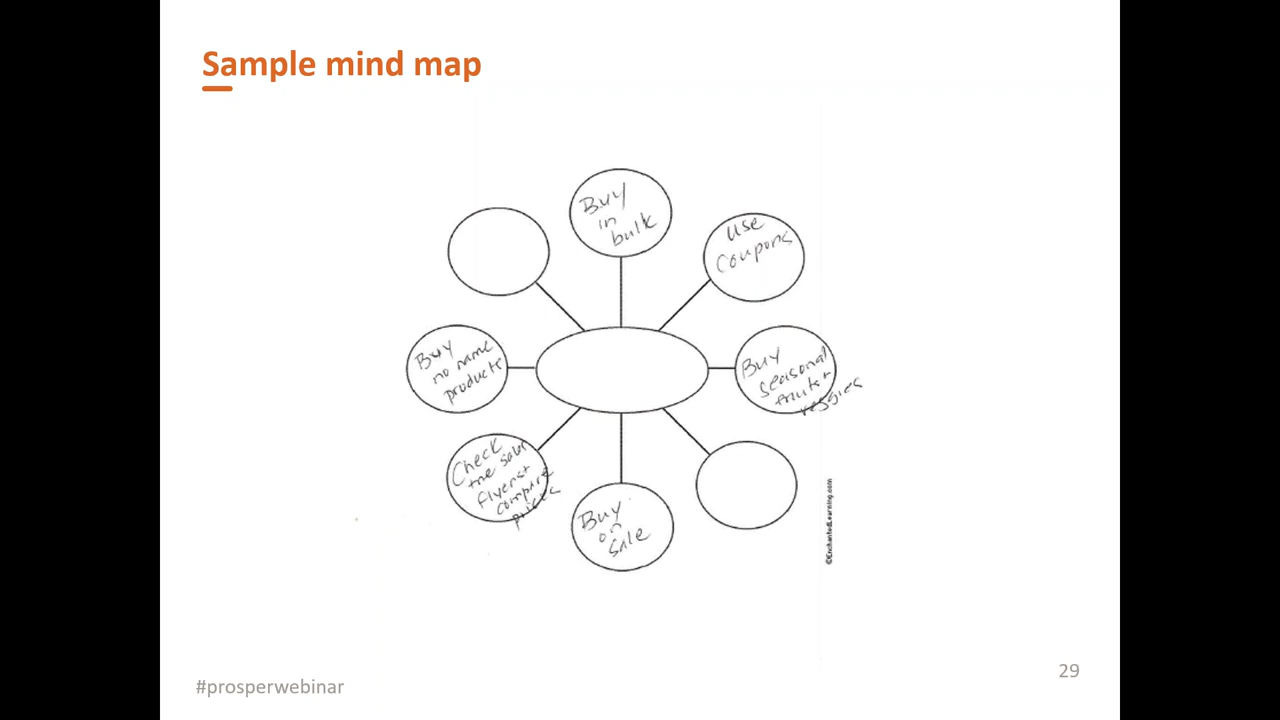 Sample mind map
Buy
in
bulk
Use
coupons
Buy
no name
products
Buy
seasonal
fruits +
veggies
Check
the sales
flyers +
compare
prices
Buy
on
sale
©EnchantedLearning.com
#prosperwebinar
29